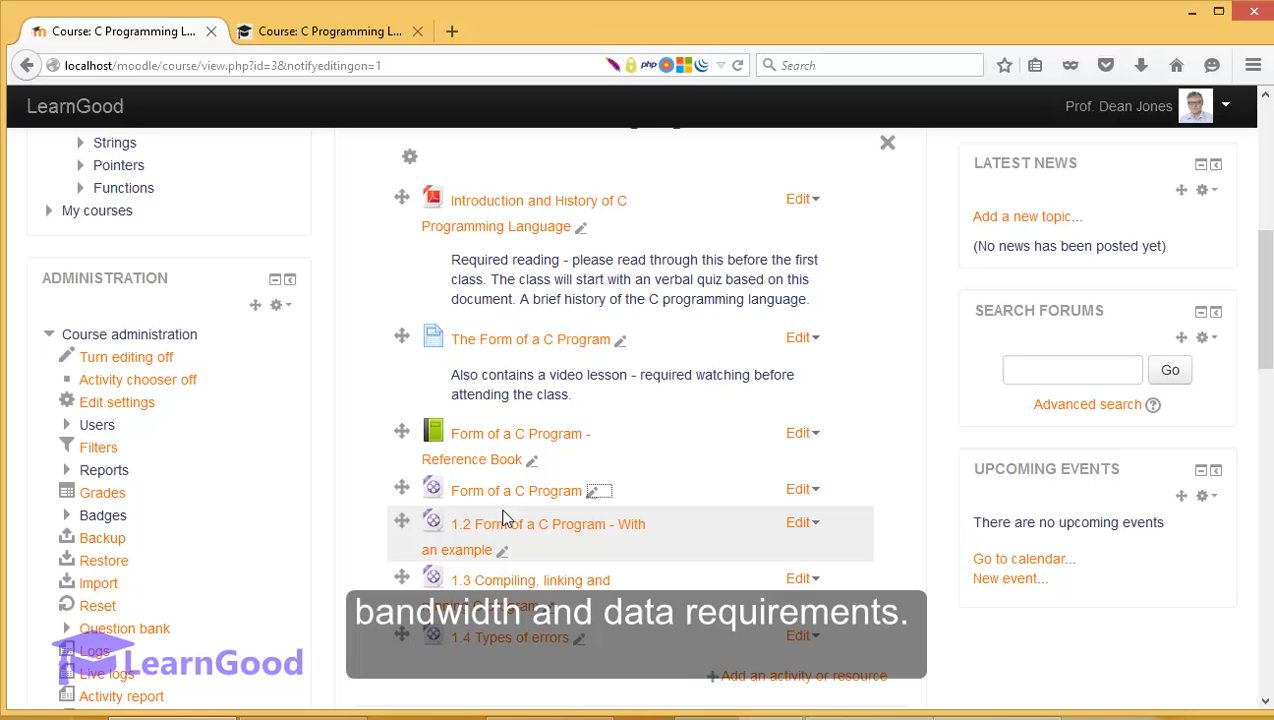 Course: C Programming L...
Course: C Programming L...
localhost/moodle/course/view.php?id=3&notifyeditingon=1
php
Search
LearnGood
Prof. Dean Jones
Strings
Pointers
Functions
My courses
ADMINISTRATION
Course administration
Turn editing off
Activity chooser off
Edit settings
Users
Filters
Reports
Grades
Badges
Backup
Restore
Import
Reset
Question bank
Logs
Live logs
Activity report
LearnGood
Introduction and History of C
Programming Language
Edit
Required reading - please read through this before the first
class. The class will start with an verbal quiz based on this
document. A brief history of the C programming language.
The Form of a C Program
Edit
Also contains a video lesson - required watching before
attending the class.
Form of a C Program -
Reference Book
Edit
Form of a C Program
Edit
1.2 Form of a C Program - With
an example
Edit
1.3 Compiling, linking and
Edit
bandwidth and data requirements.
1.4 Types of errors
Edit
Add an activity or resource
LATEST NEWS
Add a new topic...
(No news has been posted yet)
SEARCH FORUMS
Go
Advanced search
UPCOMING EVENTS
There are no upcoming events
Go to calendar...
New event...